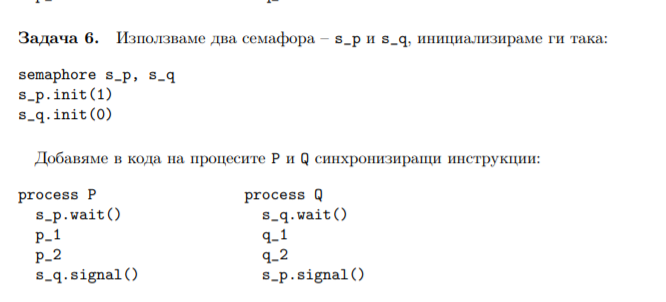 Задача 6. Използваме два семафора – s_p и s_q, инициализираме ги така:
semaphore s_p, s_q
s_p.init(1)
s_q.init(0)
Добавяме в кода на процесите P и Q синхронизиращи инструкции:
process P process Q
s_p.wait() s_q.wait()
p_1 q_1
p_2 q_2
s_q.signal() s_p.signal()